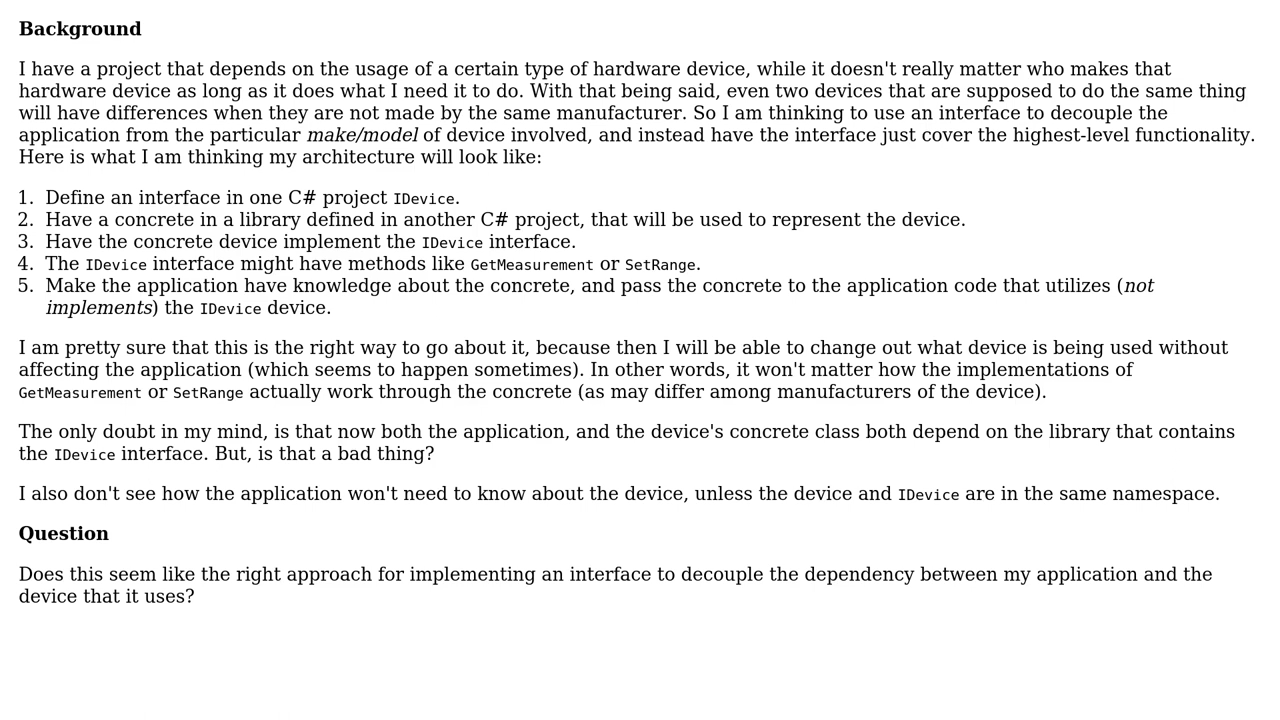 Background
I have a project that depends on the usage of a certain type of hardware device, while it doesn't really matter who makes that
hardware device as long as it does what I need it to do. With that being said, even two devices that are supposed to do the same thing
will have differences when they are not made by the same manufacturer. So I am thinking to use an interface to decouple the
application from the particular make/model of device involved, and instead have the interface just cover the highest-level functionality.
Here is what I am thinking my architecture will look like:
1. Define an interface in one C# project IDevice.
2. Have a concrete in a library defined in another C# project, that will be used to represent the device.
3. Have the concrete device implement the IDevice interface.
4. The IDevice interface might have methods like GetMeasurement or SetRange.
5. Make the application have knowledge about the concrete, and pass the concrete to the application code that utilizes (not
implements) the IDevice device.
I am pretty sure that this is the right way to go about it, because then I will be able to change out what device is being used without
affecting the application (which seems to happen sometimes). In other words, it won't matter how the implementations of
GetMeasurement or SetRange actually work through the concrete (as may differ among manufacturers of the device).
The only doubt in my mind, is that now both the application, and the device's concrete class both depend on the library that contains
the IDevice interface. But, is that a bad thing?
I also don't see how the application won't need to know about the device, unless the device and IDevice are in the same namespace.
Question
Does this seem like the right approach for implementing an interface to decouple the dependency between my application and the
device that it uses?